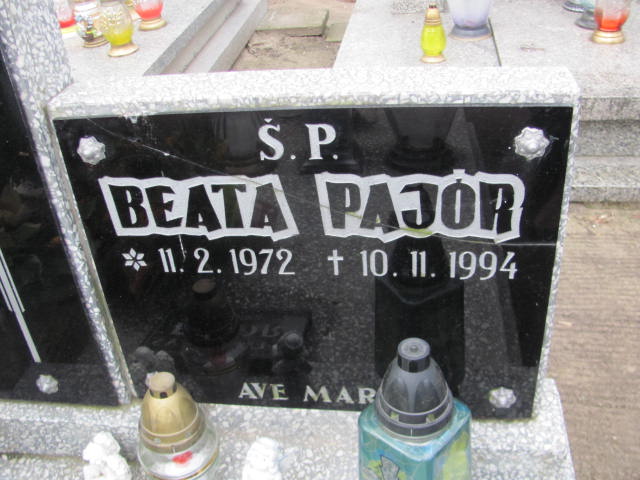 Ś. P.
BEATA PAJÓR
* 11. 2. 1972 † 10. 11. 1994
AVE MAR